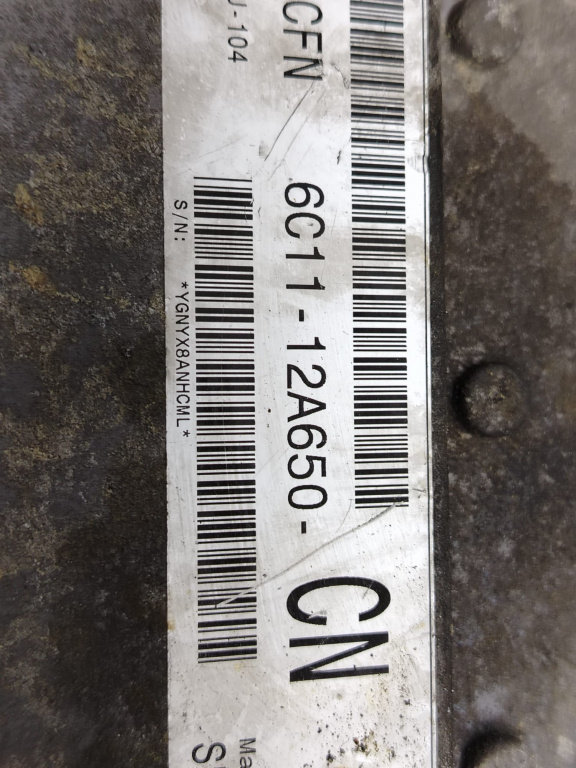 CFN
J-104
6C11-12A650-CN
S/N: *YGNYX8ANHCML*
Ma
S